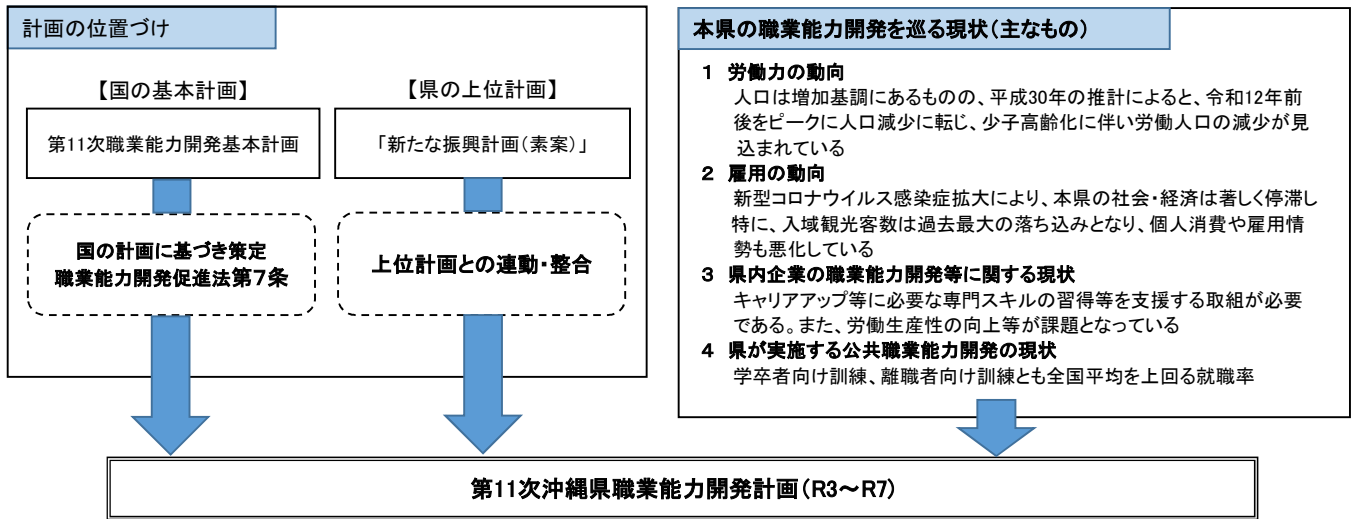 計画の位置づけ
【国の基本計画】
第11次職業能力開発基本計画
国の計画に基づき策定
職業能力開発促進法第7条
【県の上位計画】
「新たな振興計画(素案)」
上位計画との連動・整合
本県の職業能力開発を巡る現状(主なもの)
1 労働力の動向
人口は増加基調にあるものの、平成30年の推計によると、令和12年前
後をピークに人口減少に転じ、少子高齢化に伴い労働人口の減少が見
込まれている
2 雇用の動向
新型コロナウイルス感染症拡大により、本県の社会・経済は著しく停滞し
特に、入域観光客数は過去最大の落ち込みとなり、個人消費や雇用情
勢も悪化している
3 県内企業の職業能力開発等に関する現状
キャリアアップ等に必要な専門スキルの習得等を支援する取組が必要
である。また、労働生産性の向上等が課題となっている
4 県が実施する公共職業能力開発の現状
学卒者向け訓練、離職者向け訓練とも全国平均を上回る就職率
第11次沖縄県職業能力開発計画(R3~R7)